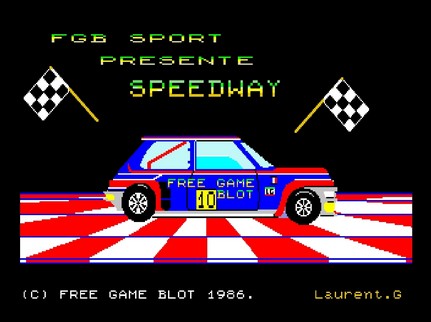 FGB SPORT
PRESENTE
SPEEDWAY
FREE GAME
10 BLOT
(C) FREE GAME BLOT 1986.
Laurent.G